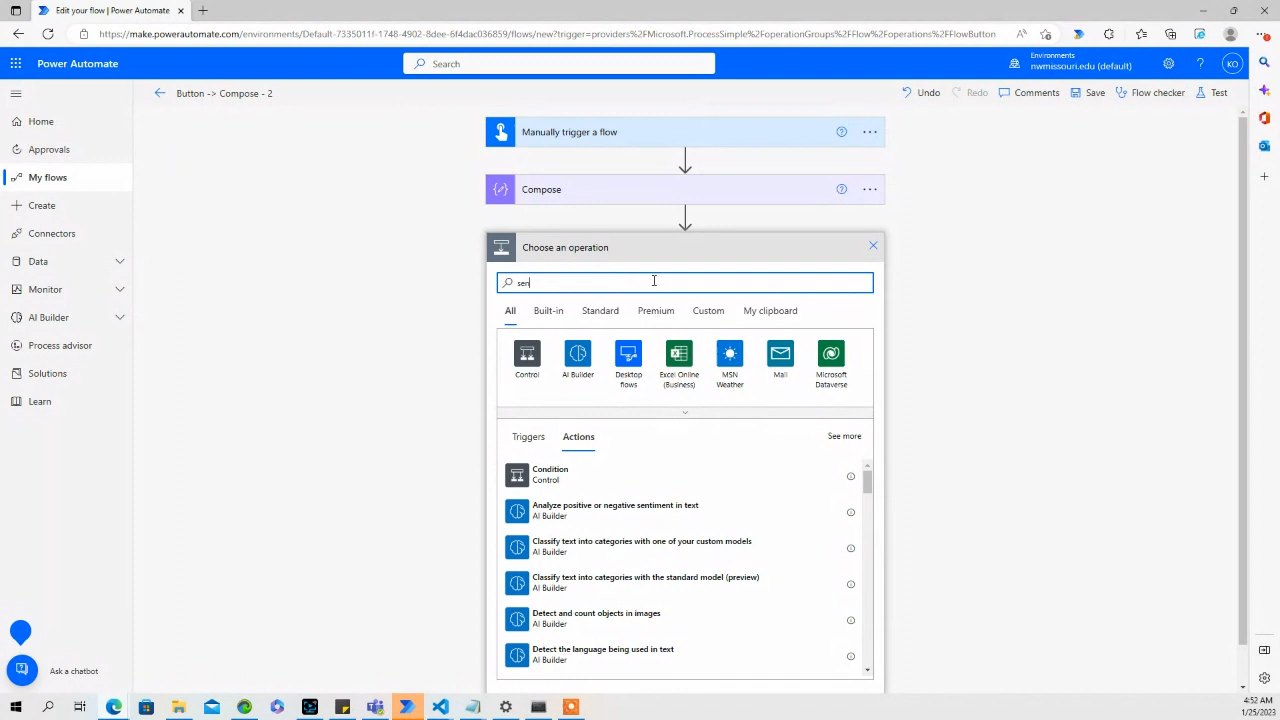 Edit your flow | Power Automate
https://make.powerautomate.com/environments/Default-7335011f-1748-4902-8dee-6f4dac036859/flows/new?trigger=providers%2FMicrosoft.ProcessSimple%2FoperationGroups%2FFlow%2Foperations%2FFlowButton
Power Automate
Search
Environments
nwmissouri.edu (default)
KO
Button -> Compose - 2
Undo
Redo
Comments
Save
Flow checker
Test
Home
Approvals
My flows
Create
Connectors
Data
Monitor
AI Builder
Process advisor
Solutions
Learn
Ask a chatbot
Manually trigger a flow
Compose
Choose an operation
sen
All
Built-in
Standard
Premium
Custom
My clipboard
Control
AI Builder
Desktop
flows
Excel Online
(Business)
MSN
Weather
Mail
Microsoft
Dataverse
Triggers
Actions
See more
Condition
Control
Analyze positive or negative sentiment in text
AI Builder
Classify text into categories with one of your custom models
AI Builder
Classify text into categories with the standard model (preview)
AI Builder
Detect and count objects in images
AI Builder
Detect the language being used in text
AI Builder
4:52 AM
1/25/2023